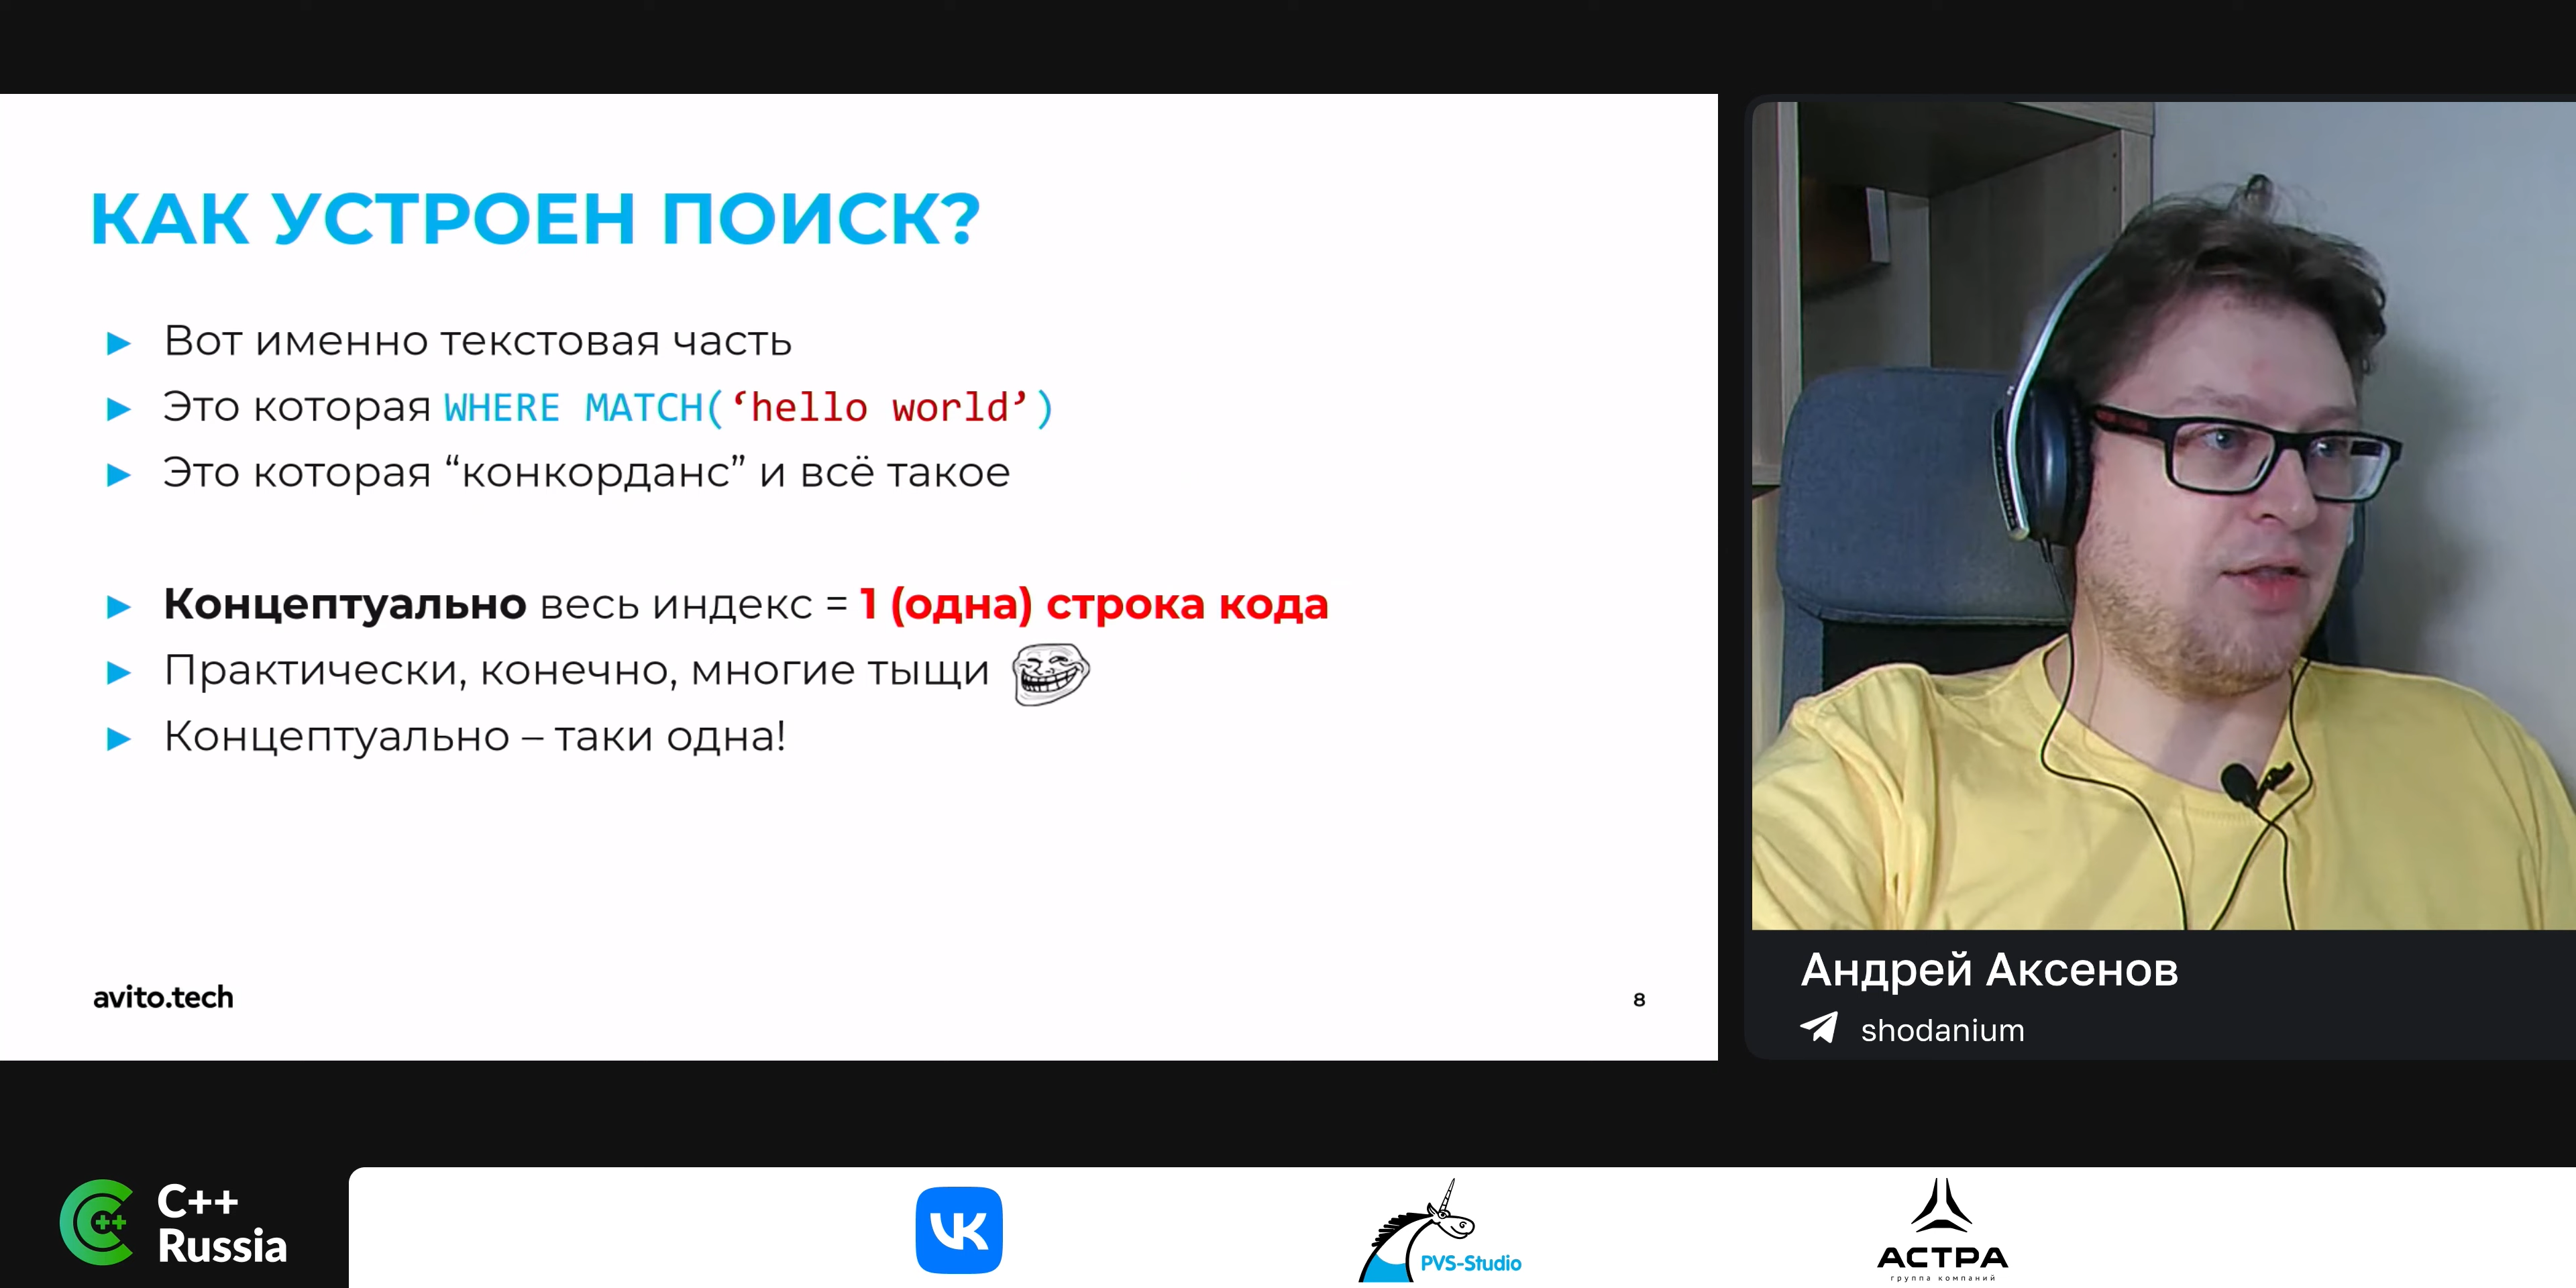 КАК УСТРОЕН ПОИСК?
Вот именно текстовая часть
Это которая WHERE MATCH(‘hello world’)
Это которая “конкорданс” и всё такое
Концептуально весь индекс = 1 (одна) строка кода
Практически, конечно, многие тыщи
Концептуально – таки одна!
avito.tech
8
Андрей Аксенов
shodanium
C++
Russia
VK
PVS-Studio
АСТРА
группа компаний